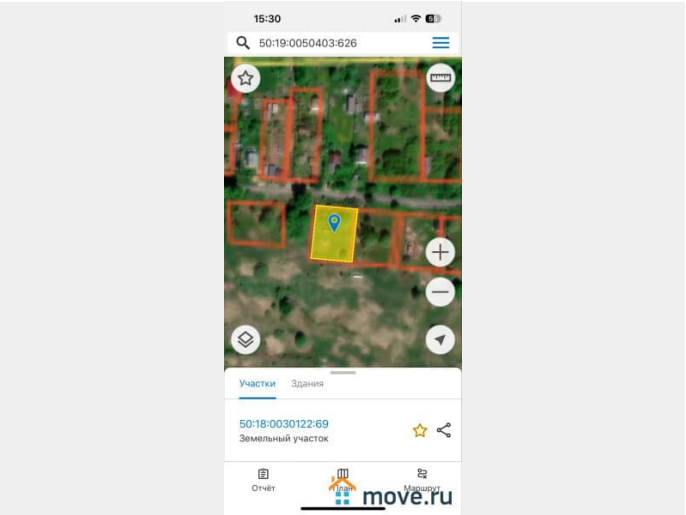 15:30
53
50:19:0050403:626
Участки Здания
50:18:0030122:69
Земельный участок
Отчёт План Маршрут
move.ru